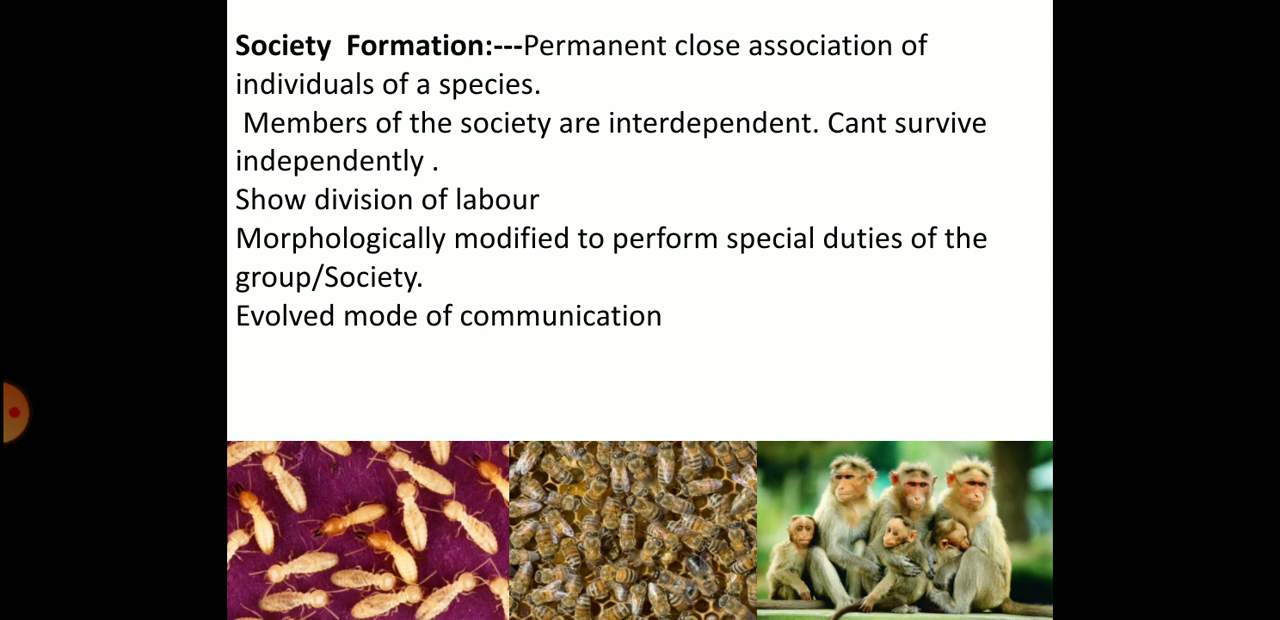 Society  Formation:---Permanent close association of
individuals of a species.
 Members of the society are interdependent. Cant survive
independently .
Show division of labour
Morphologically modified to perform special duties of the
group/Society.
Evolved mode of communication